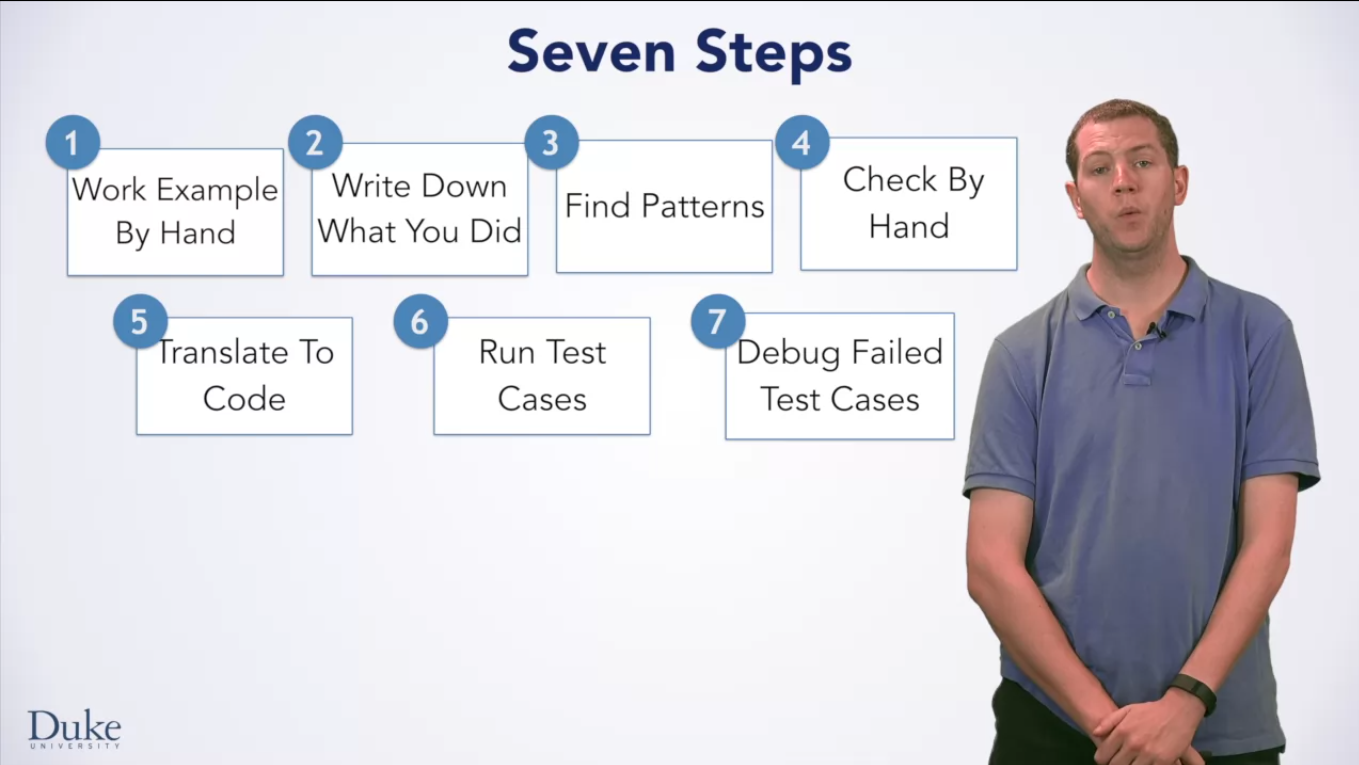 Seven Steps
1
Work Example
By Hand
2
Write Down
What You Did
3
Find Patterns
4
Check By
Hand
5
Translate To
Code
6
Run Test
Cases
7
Debug Failed
Test Cases
Duke
UNIVERSITY